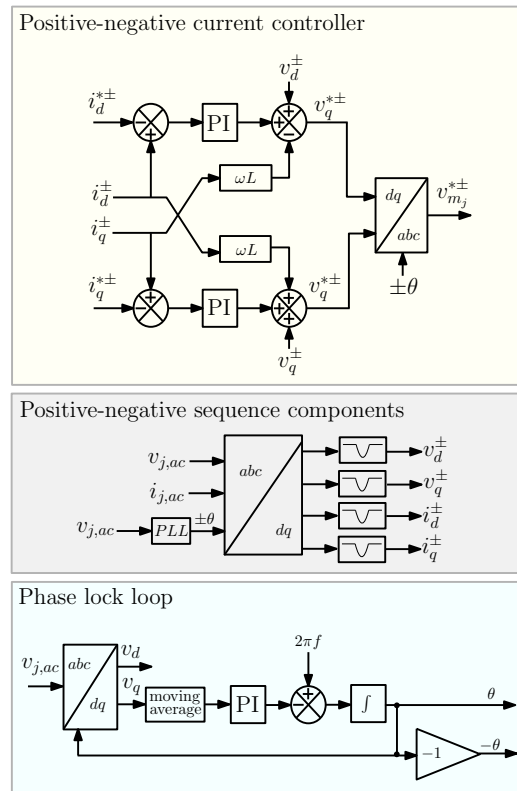 Positive-negative current controller
v_d^±
i_d^{*±}
v_q^{*±}
− +
PI
+ + −
i_d^±
ωL
dq
v_{m_j}^{*±}
i_q^±
abc
ωL
±θ
i_q^{*±}
+ −
PI
+ + +
v_q^{*±}
v_q^±
Positive-negative sequence components
v_{j,ac}
abc
v_d^±
i_{j,ac}
v_q^±
v_{j,ac}
PLL
±θ
dq
i_d^±
i_q^±
Phase lock loop
v_{j,ac}
abc
v_d
2πf
dq
v_q
moving
average
PI
+ −
∫
θ
−1
−θ